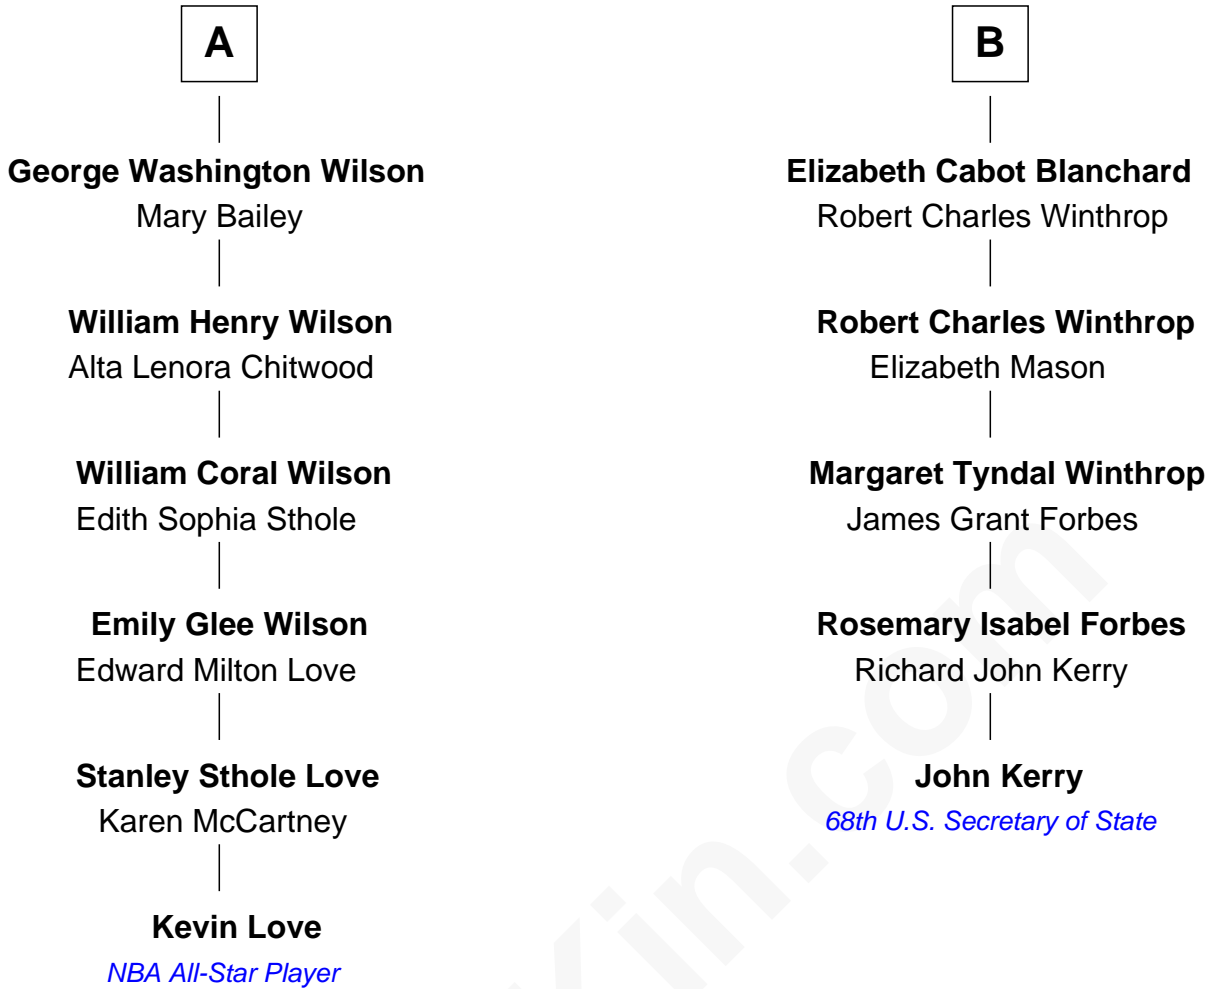 A
George Washington Wilson
Mary Bailey
William Henry Wilson
Alta Lenora Chitwood
William Coral Wilson
Edith Sophia Sthole
Emily Glee Wilson
Edward Milton Love
Stanley Sthole Love
Karen McCartney
Kevin Love
NBA All-Star Player
B
Elizabeth Cabot Blanchard
Robert Charles Winthrop
Robert Charles Winthrop
Elizabeth Mason
Margaret Tyndal Winthrop
James Grant Forbes
Rosemary Isabel Forbes
Richard John Kerry
John Kerry
68th U.S. Secretary of State
Kin.com